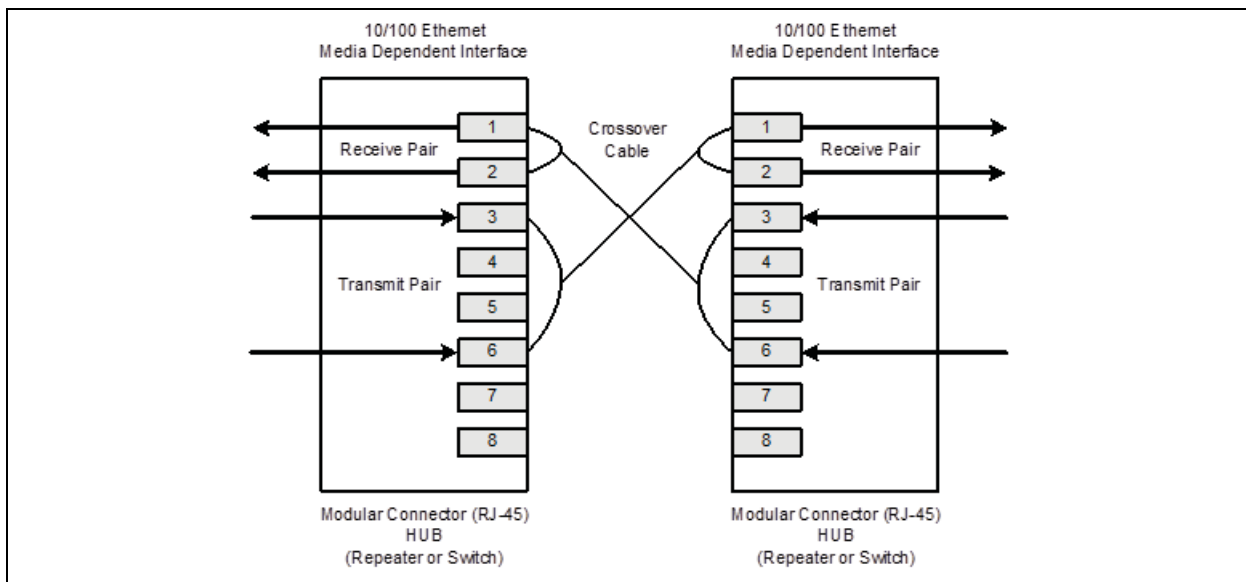 10/100 Ethernet
Media Dependent Interface
10/100 Ethernet
Media Dependent Interface
1
Receive Pair
2
3
4
Transmit Pair
5
6
7
8
Crossover
Cable
1
Receive Pair
2
3
4
Transmit Pair
5
6
7
8
Modular Connector (RJ-45)
HUB
(Repeater or Switch)
Modular Connector (RJ-45)
HUB
(Repeater or Switch)